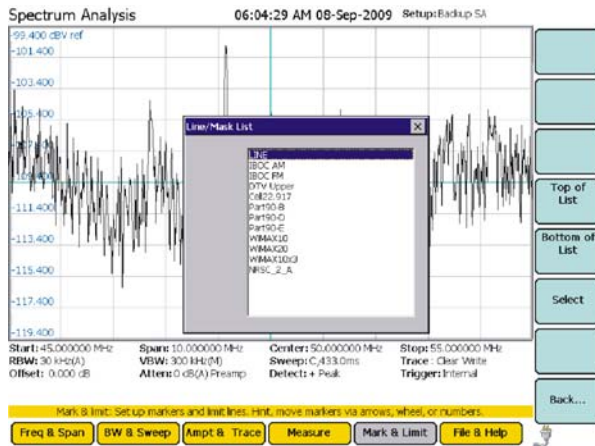 Spectrum Analysis 06:04:29 AM 08-Sep-2009 Setup:Backup SA
-99.400 dBV ref
-101.400
-103.400
-105.400
-111.400
-113.400
-115.400
-117.400
-119.400
Line/Mask List
LINE
IBOC AM
IBOC FM
DTV Upper
Cell22.917
Part90-B
Part90-D
Part90-E
WiMAX10
WiMAX20
WiMAX10x3
NRSC_2_A
Top of List
Bottom of List
Select
Back...
Start: 45.000000 MHz Span: 10.000000 MHz Center: 50.000000 MHz Stop: 55.000000 MHz
RBW: 30 kHz(A) VBW: 300 kHz(M) Sweep: C,433.0ms Trace : Clear Write
Offset: 0.000 dB Atten: 0 dB(A) Preamp Detect: + Peak Trigger: Internal
Mark & limit: Set up markers and limit lines. Hint, move markers via arrows, wheel, or numbers.
Freq & Span BW & Sweep Ampt & Trace Measure Mark & Limit File & Help